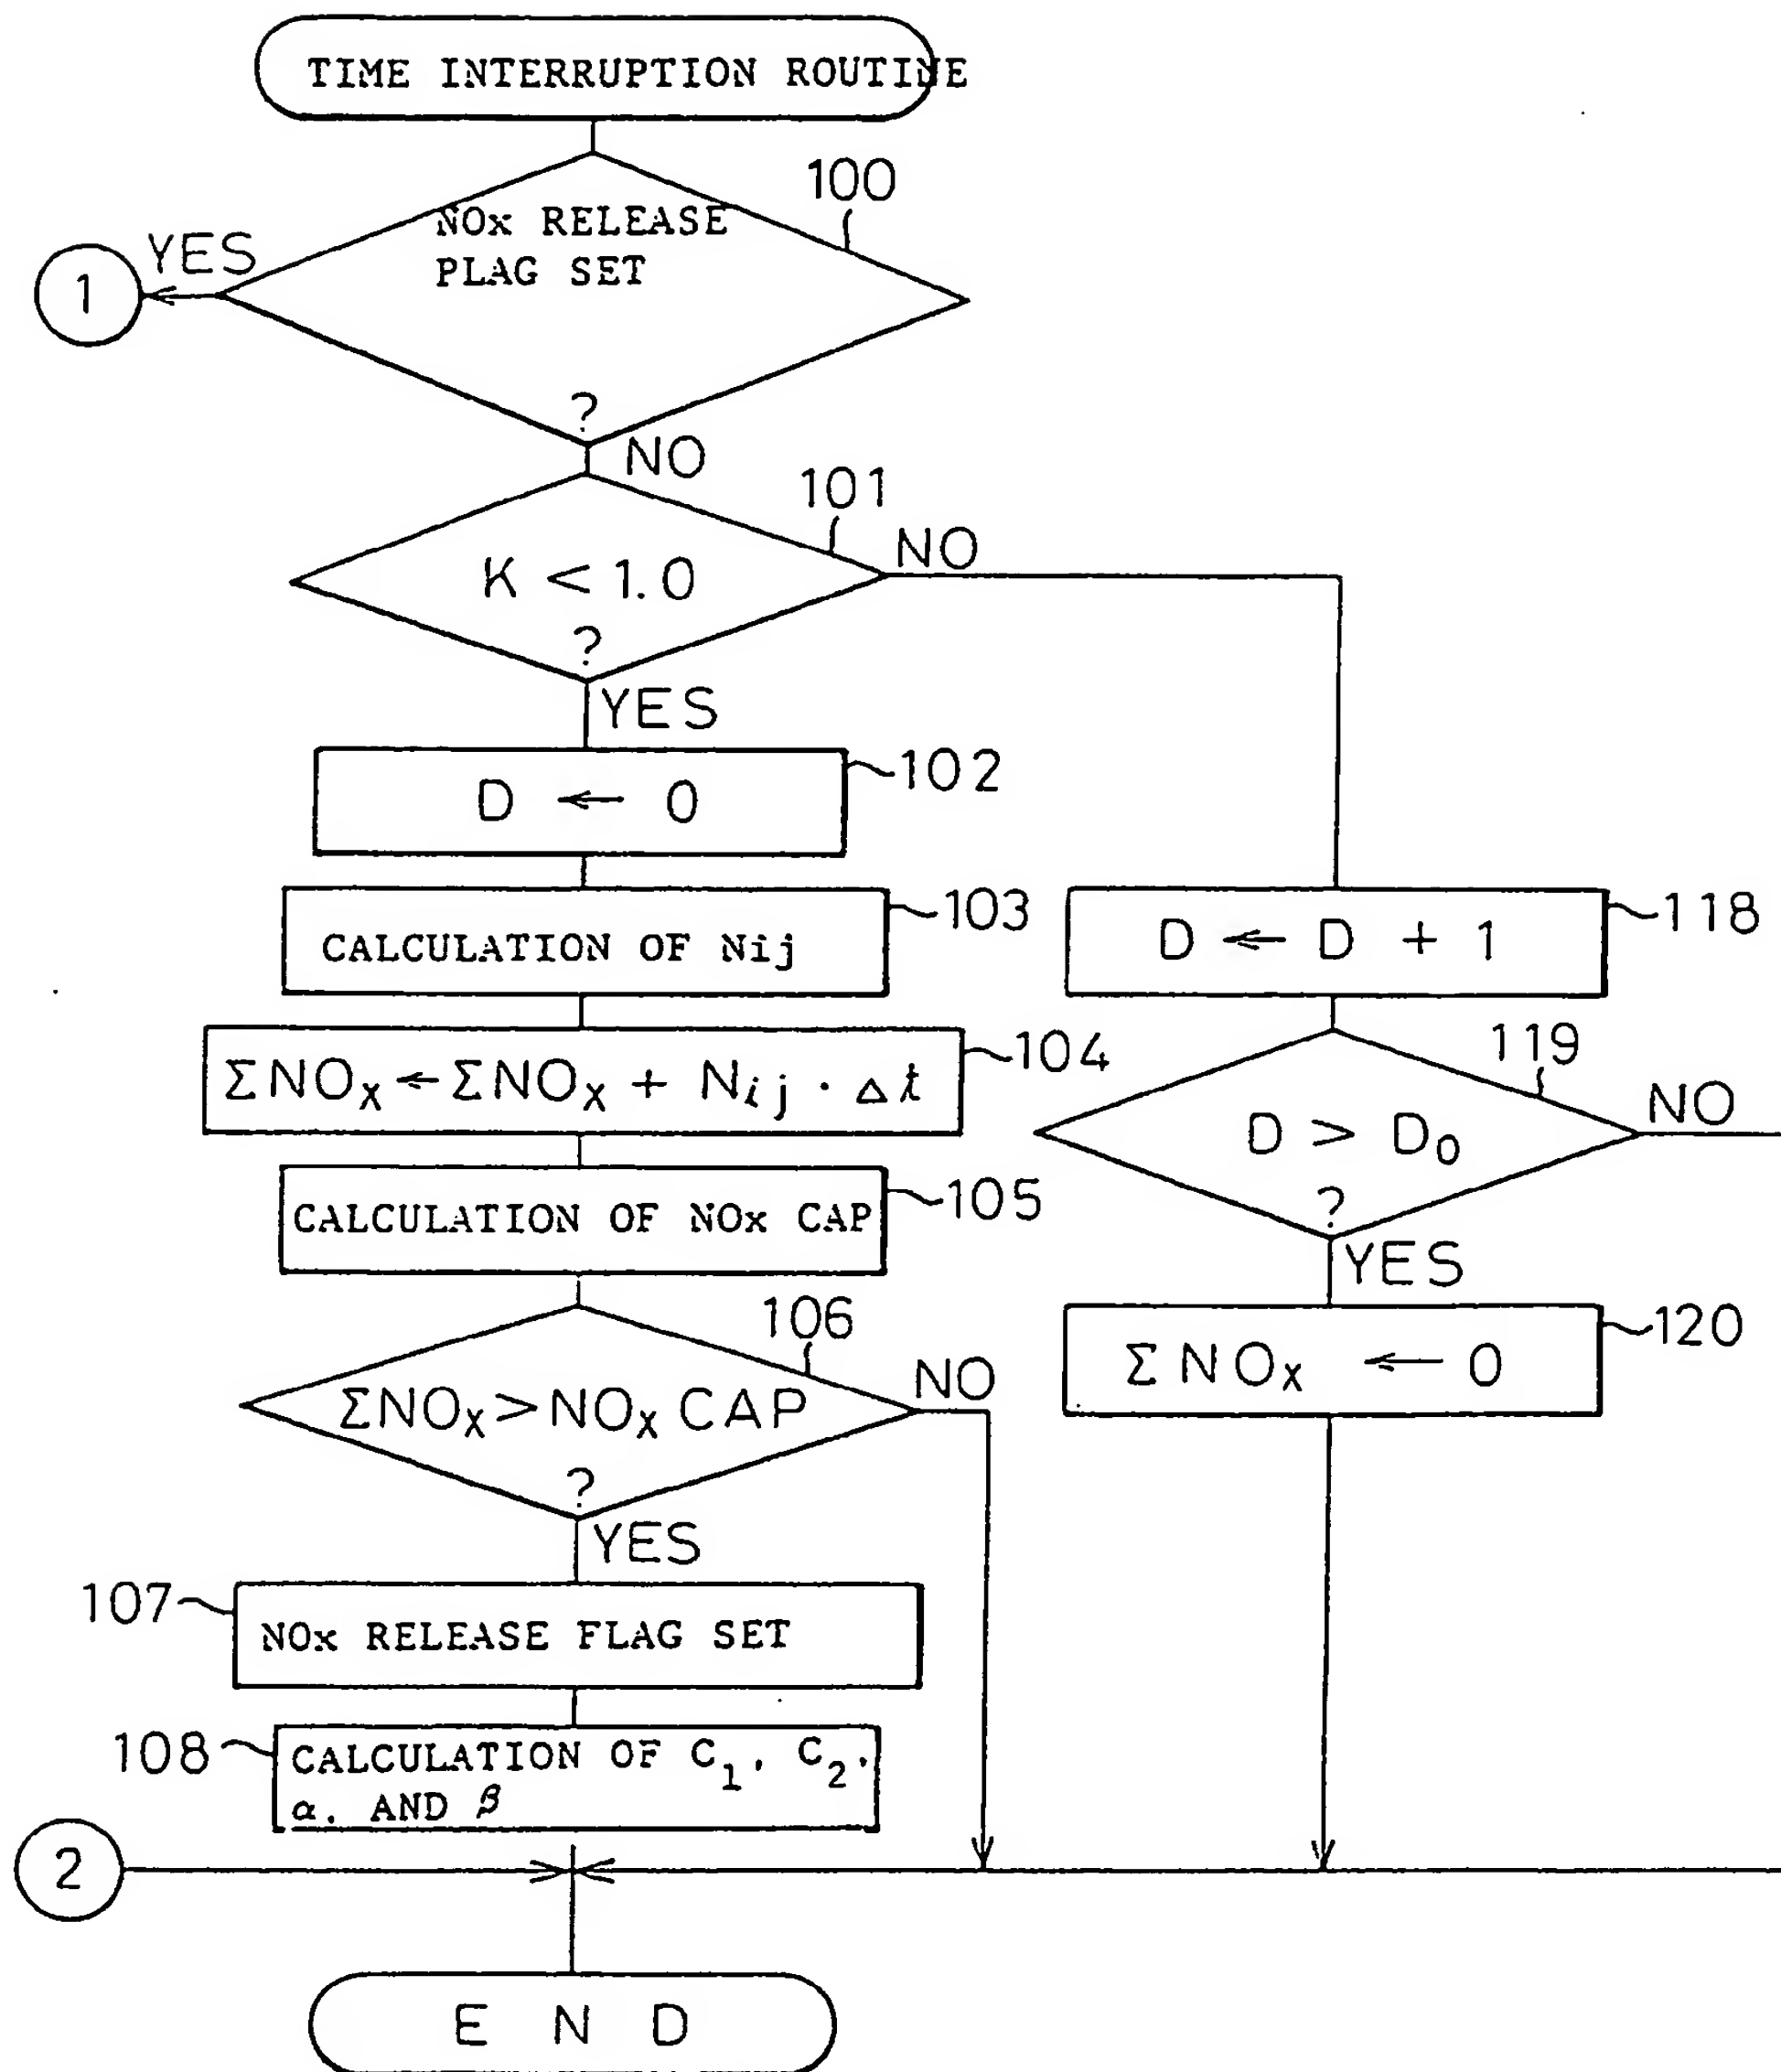 TIME INTERRUPTION ROUTINE
100
NOx RELEASE
PLAG SET
?
YES
1
NO
101
K < 1.0
?
NO
YES
102
D ← 0
103
CALCULATION OF Nij
118
D ← D + 1
104
ΣNOx ← ΣNOx + Nij · Δt
119
D > D0
?
NO
YES
105
CALCULATION OF NOx CAP
106
ΣNOx > NOx CAP
?
NO
YES
120
ΣNOx ← 0
107
NOx RELEASE FLAG SET
108
CALCULATION OF C1, C2,
α, AND β
2
END